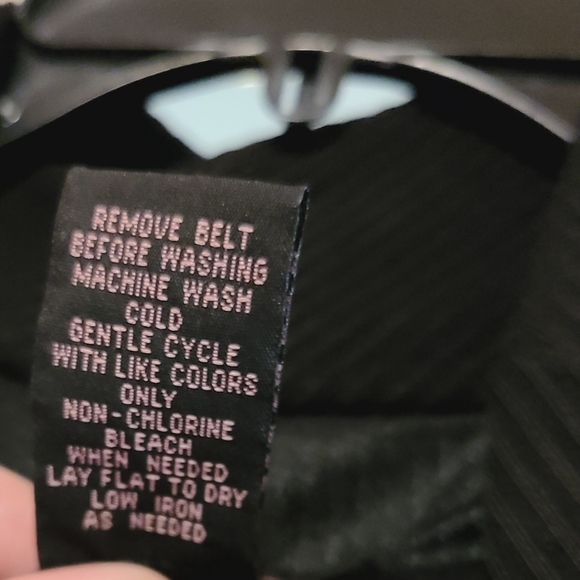 REMOVE BELT
BEFORE WASHING
MACHINE WASH
COLD
GENTLE CYCLE
WITH LIKE COLORS
ONLY
NON-CHLORINE
BLEACH
WHEN NEEDED
LAY FLAT TO DRY
LOW IRON
AS NEEDED